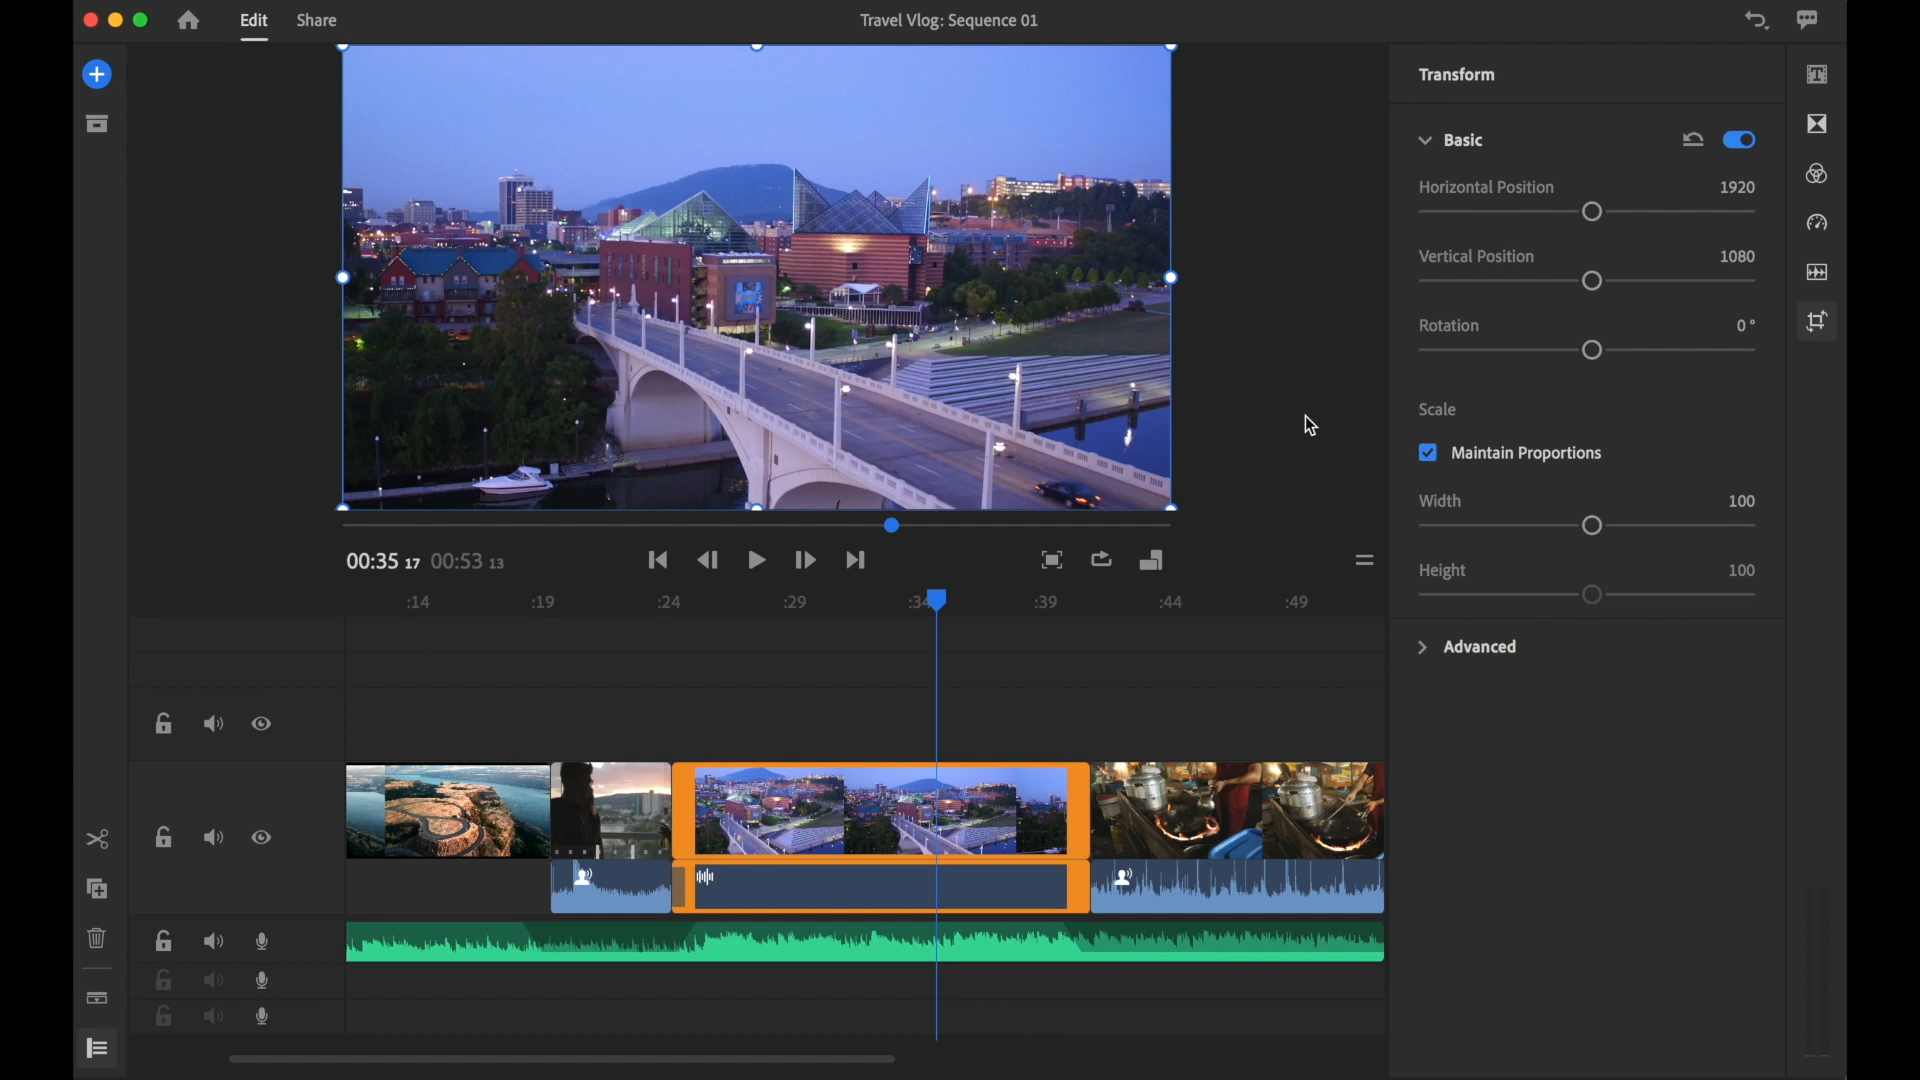 Edit Share Travel Vlog: Sequence 01
Transform
Basic
Horizontal Position 1920
Vertical Position 1080
Rotation 0 °
Scale
Maintain Proportions
Width 100
Height 100
Advanced
00:35 17 00:53 13
:14 :19 :24 :29 :34 :39 :44 :49